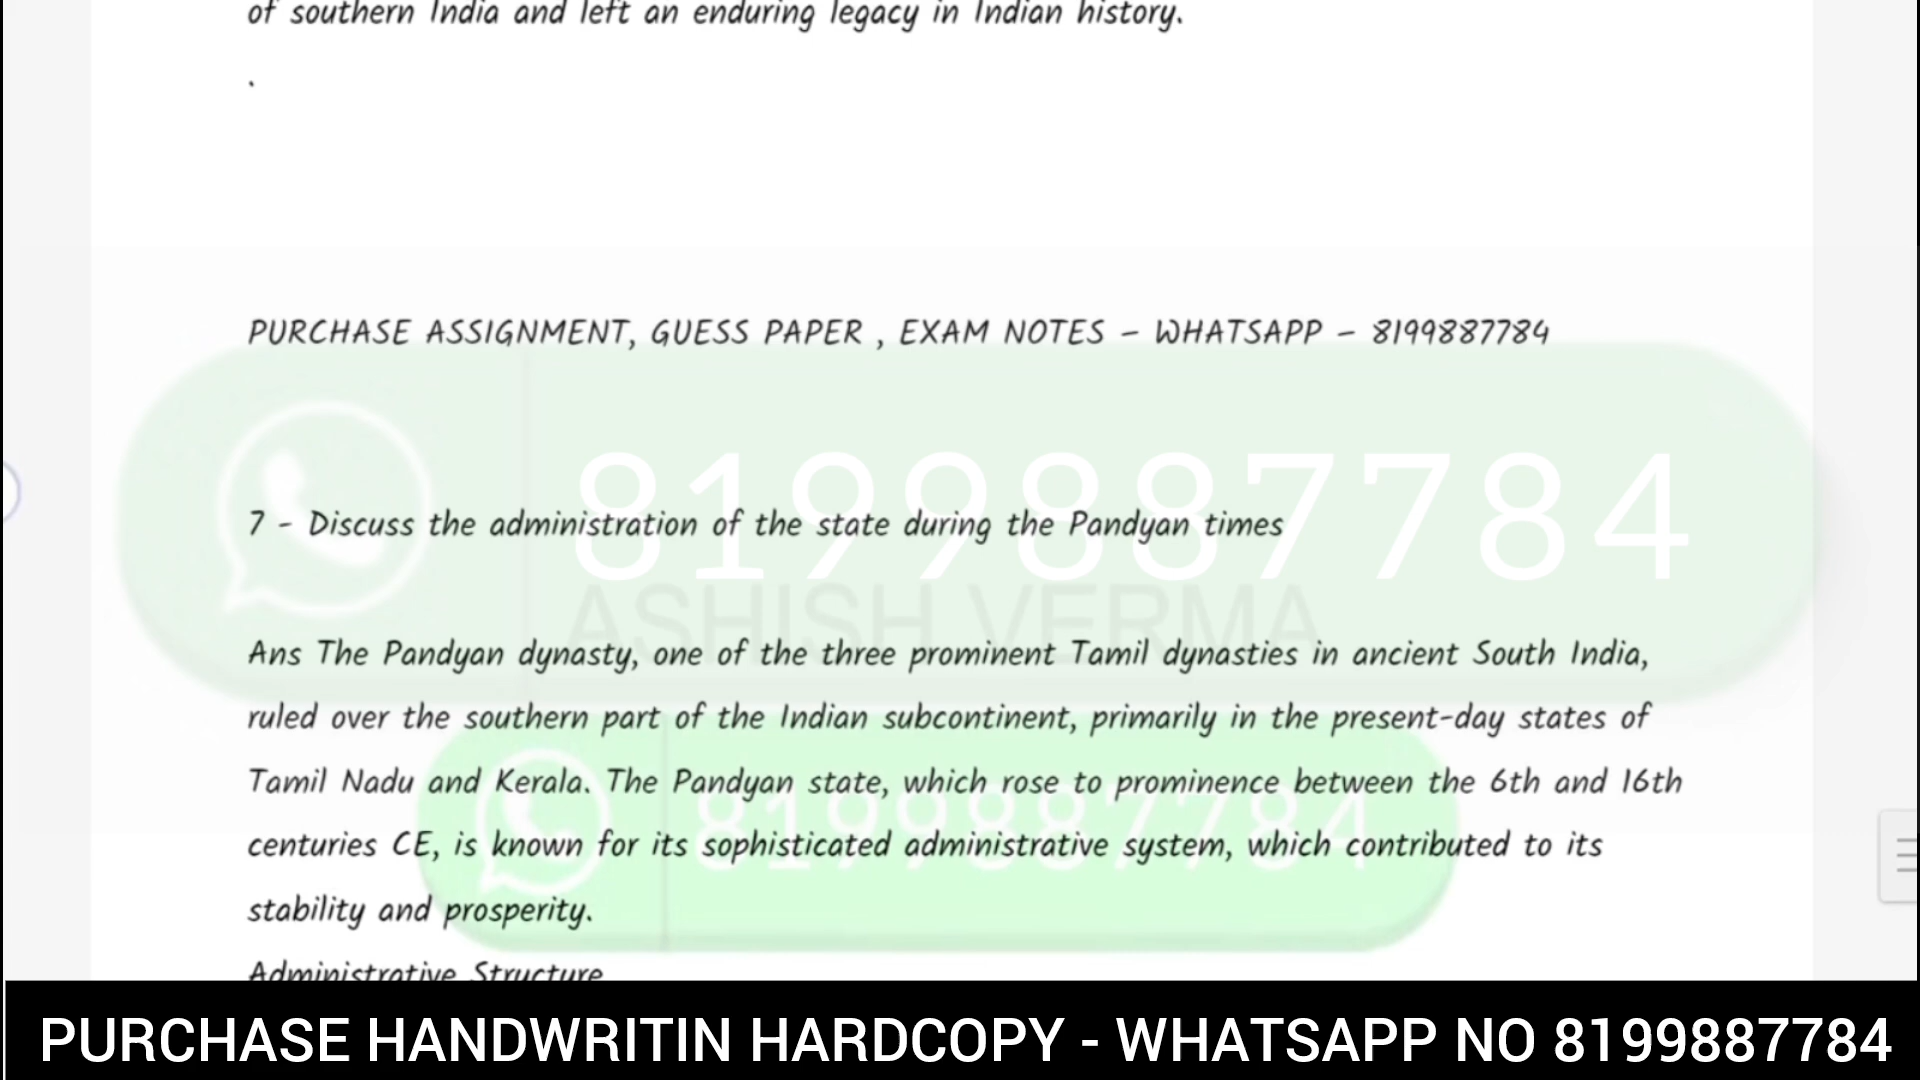 of southern India and left an enduring legacy in Indian history.
.
PURCHASE ASSIGNMENT, GUESS PAPER , EXAM NOTES – WHATSAPP – 8199887784
8199887784
7 - Discuss the administration of the state during the Pandyan times
ASHISH VERMA
Ans The Pandyan dynasty, one of the three prominent Tamil dynasties in ancient South India,
ruled over the southern part of the Indian subcontinent, primarily in the present-day states of
Tamil Nadu and Kerala. The Pandyan state, which rose to prominence between the 6th and 16th
8199887784
centuries CE, is known for its sophisticated administrative system, which contributed to its
stability and prosperity.
Administrative Structure
PURCHASE HANDWRITIN HARDCOPY - WHATSAPP NO 8199887784